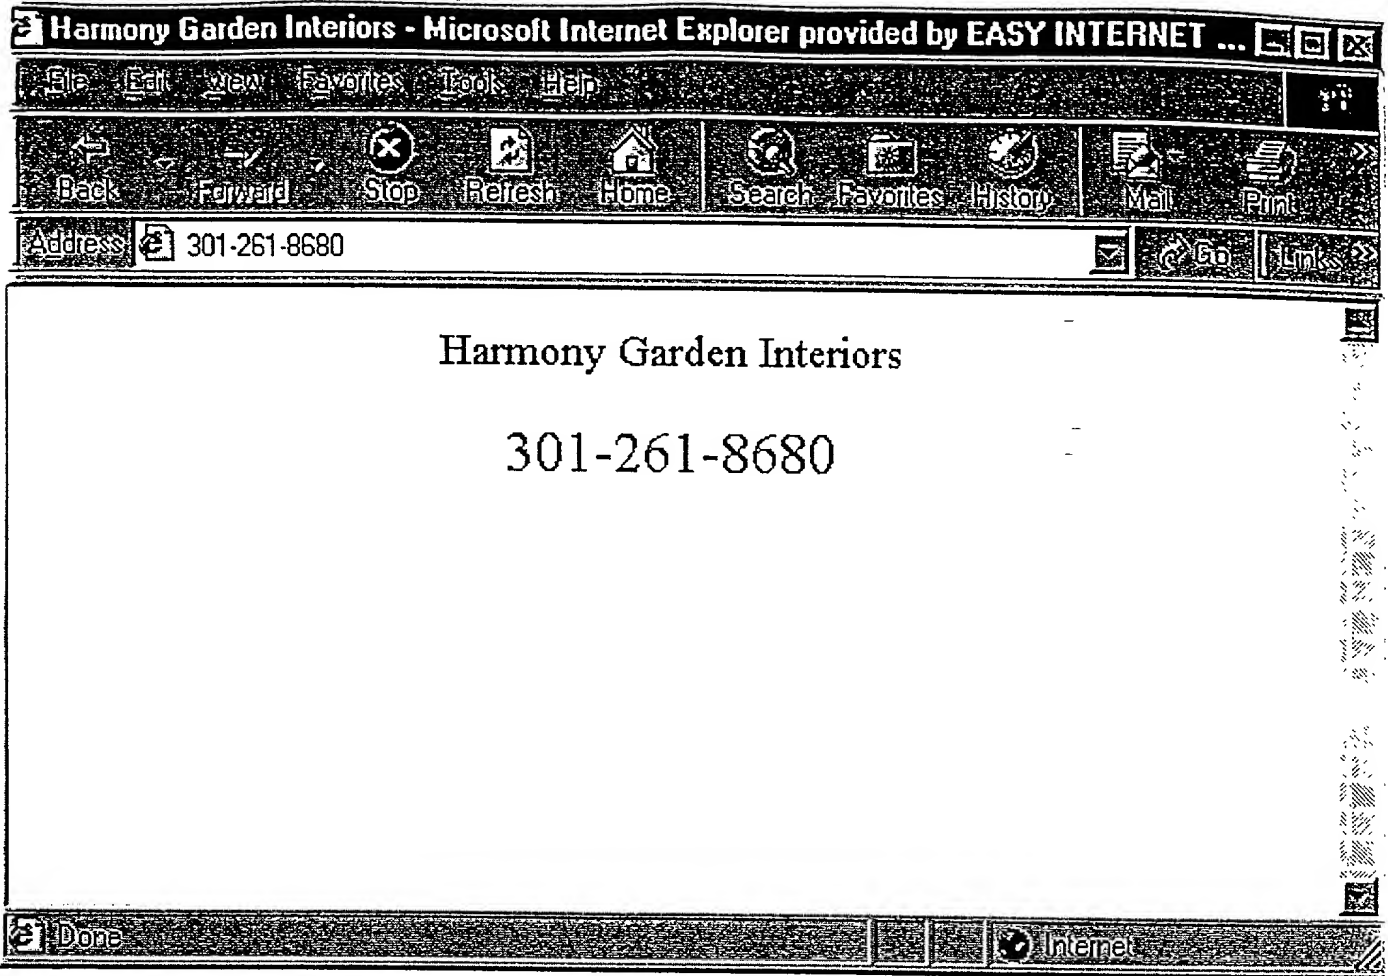 Harmony Garden Interiors - Microsoft Internet Explorer provided by EASY INTERNET ...
File Edit View Favorites Tools Help
Back Forward Stop Refresh Home Search Favorites History Mail Print
Address 301-261-8680 Go Links
Harmony Garden Interiors
301-261-8680
Done Internet